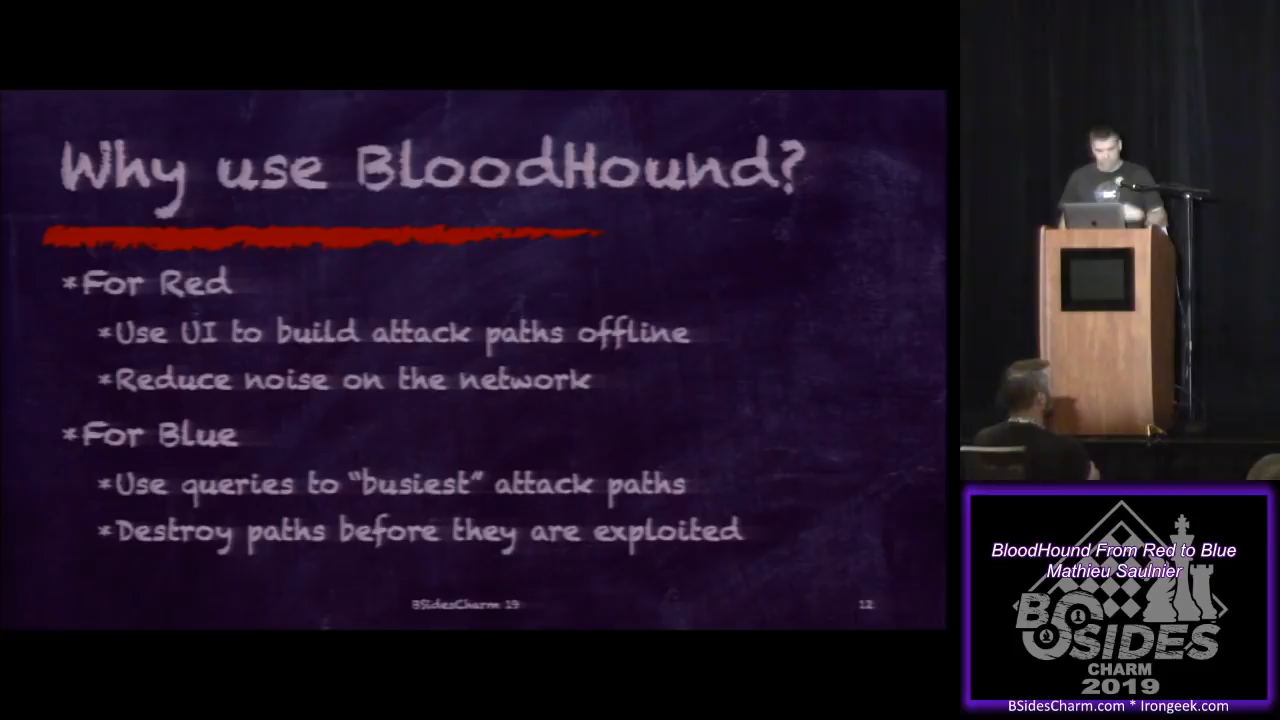 Why use BloodHound?
*For Red
*Use UI to build attack paths offline
*Reduce noise on the network
*For Blue
*Use queries to “busiest” attack paths
*Destroy paths before they are exploited
BSidesCharm 19
12
BloodHound From Red to Blue
Mathieu Saulnier
BSIDES
CHARM
2019
BSidesCharm.com * Irongeek.com